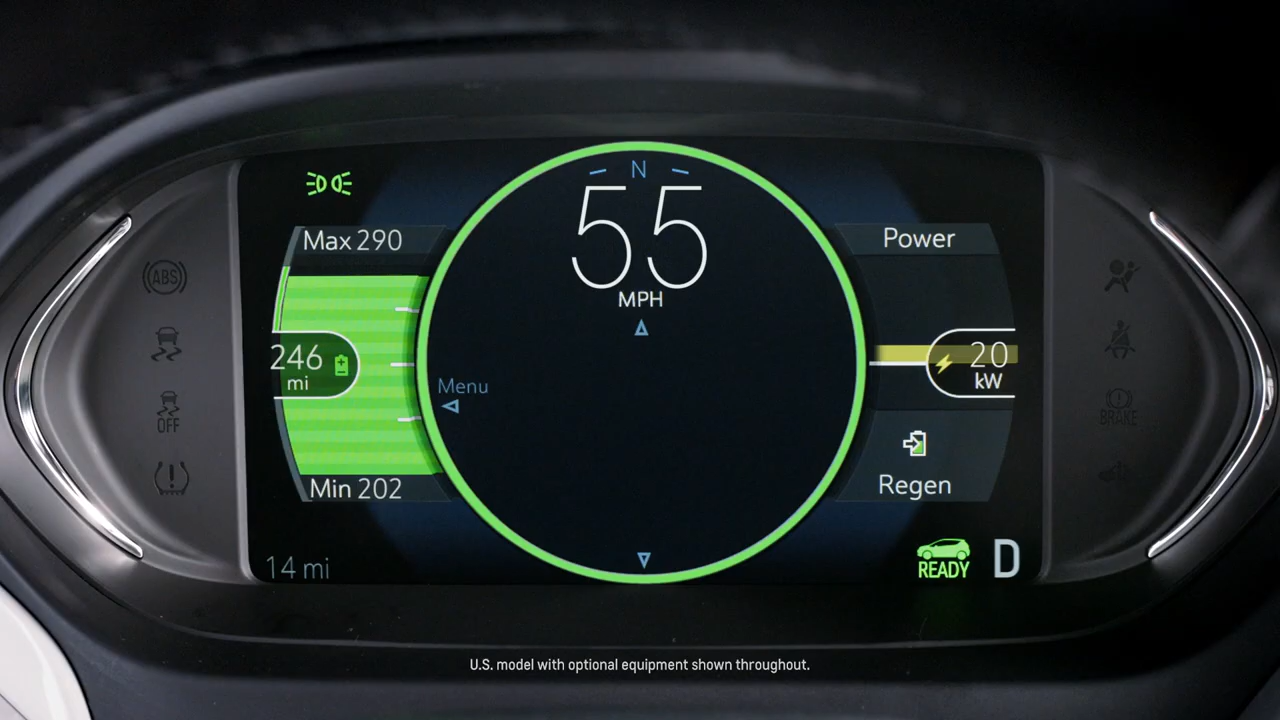 N
55
MPH
Max 290
Power
ABS
246
mi
20
kW
Menu
OFF
BRAKE
Min 202
Regen
14 mi
READY
D
U.S. model with optional equipment shown throughout.